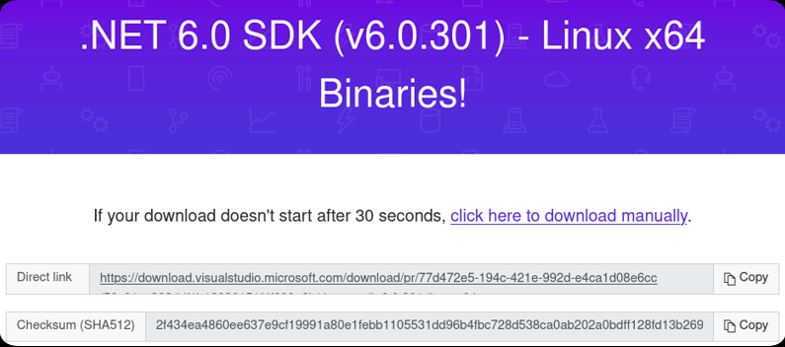 .NET 6.0 SDK (v6.0.301) - Linux x64
Binaries!
If your download doesn't start after 30 seconds, click here to download manually.
Direct link https://download.visualstudio.microsoft.com/download/pr/77d472e5-194c-421e-992d-e4ca1d08e6cc Copy
Checksum (SHA512) 2f434ea4860ee637e9cf19991a80e1febb1105531dd96b4fbc728d538ca0ab202a0bdff128fd13b269 Copy